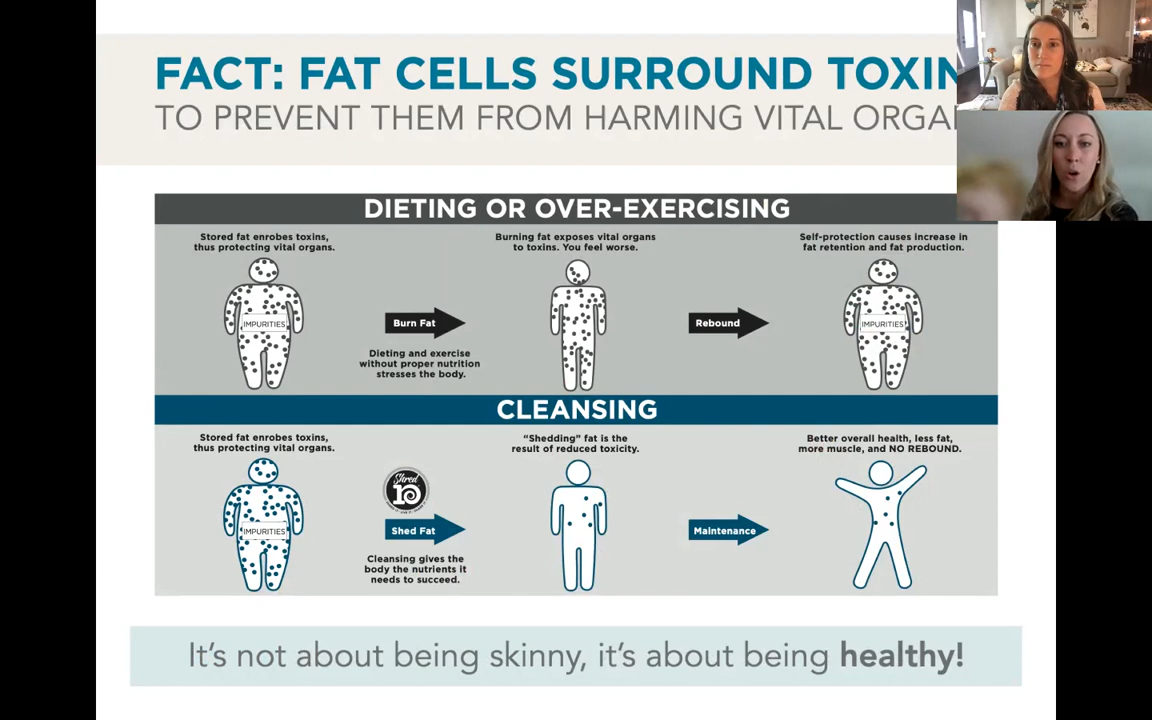 FACT: FAT CELLS SURROUND TOXIN
TO PREVENT THEM FROM HARMING VITAL ORGA
DIETING OR OVER-EXERCISING
Stored fat enrobes toxins,
thus protecting vital organs.
Burning fat exposes vital organs
to toxins. You feel worse.
Self-protection causes increase in
fat retention and fat production.
IMPURITIES
Burn Fat
Rebound
IMPURITIES
Dieting and exercise
without proper nutrition
stresses the body.
CLEANSING
Stored fat enrobes toxins,
thus protecting vital organs.
"Shedding" fat is the
result of reduced toxicity.
Better overall health, less fat,
more muscle, and NO REBOUND.
Shred
10
IMPURITIES
Shed Fat
Maintenance
Cleansing gives the
body the nutrients it
needs to succeed.
It's not about being skinny, it's about being healthy!